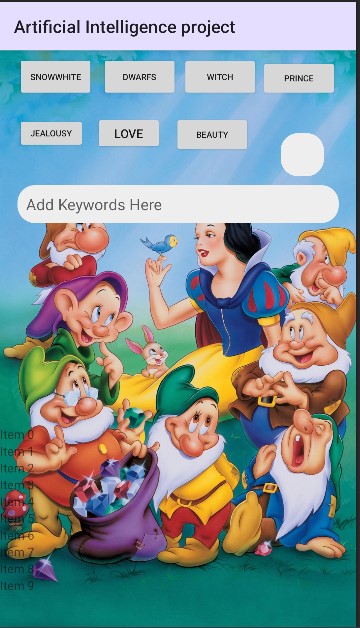 Artificial Intelligence project
SNOWWHITE DWARFS WITCH PRINCE
JEALOUSY LOVE BEAUTY
Add Keywords Here
Item 0
Item 1
Item 2
Item 3
Item 4
Item 5
Item 6
Item 7
Item 8
Item 9